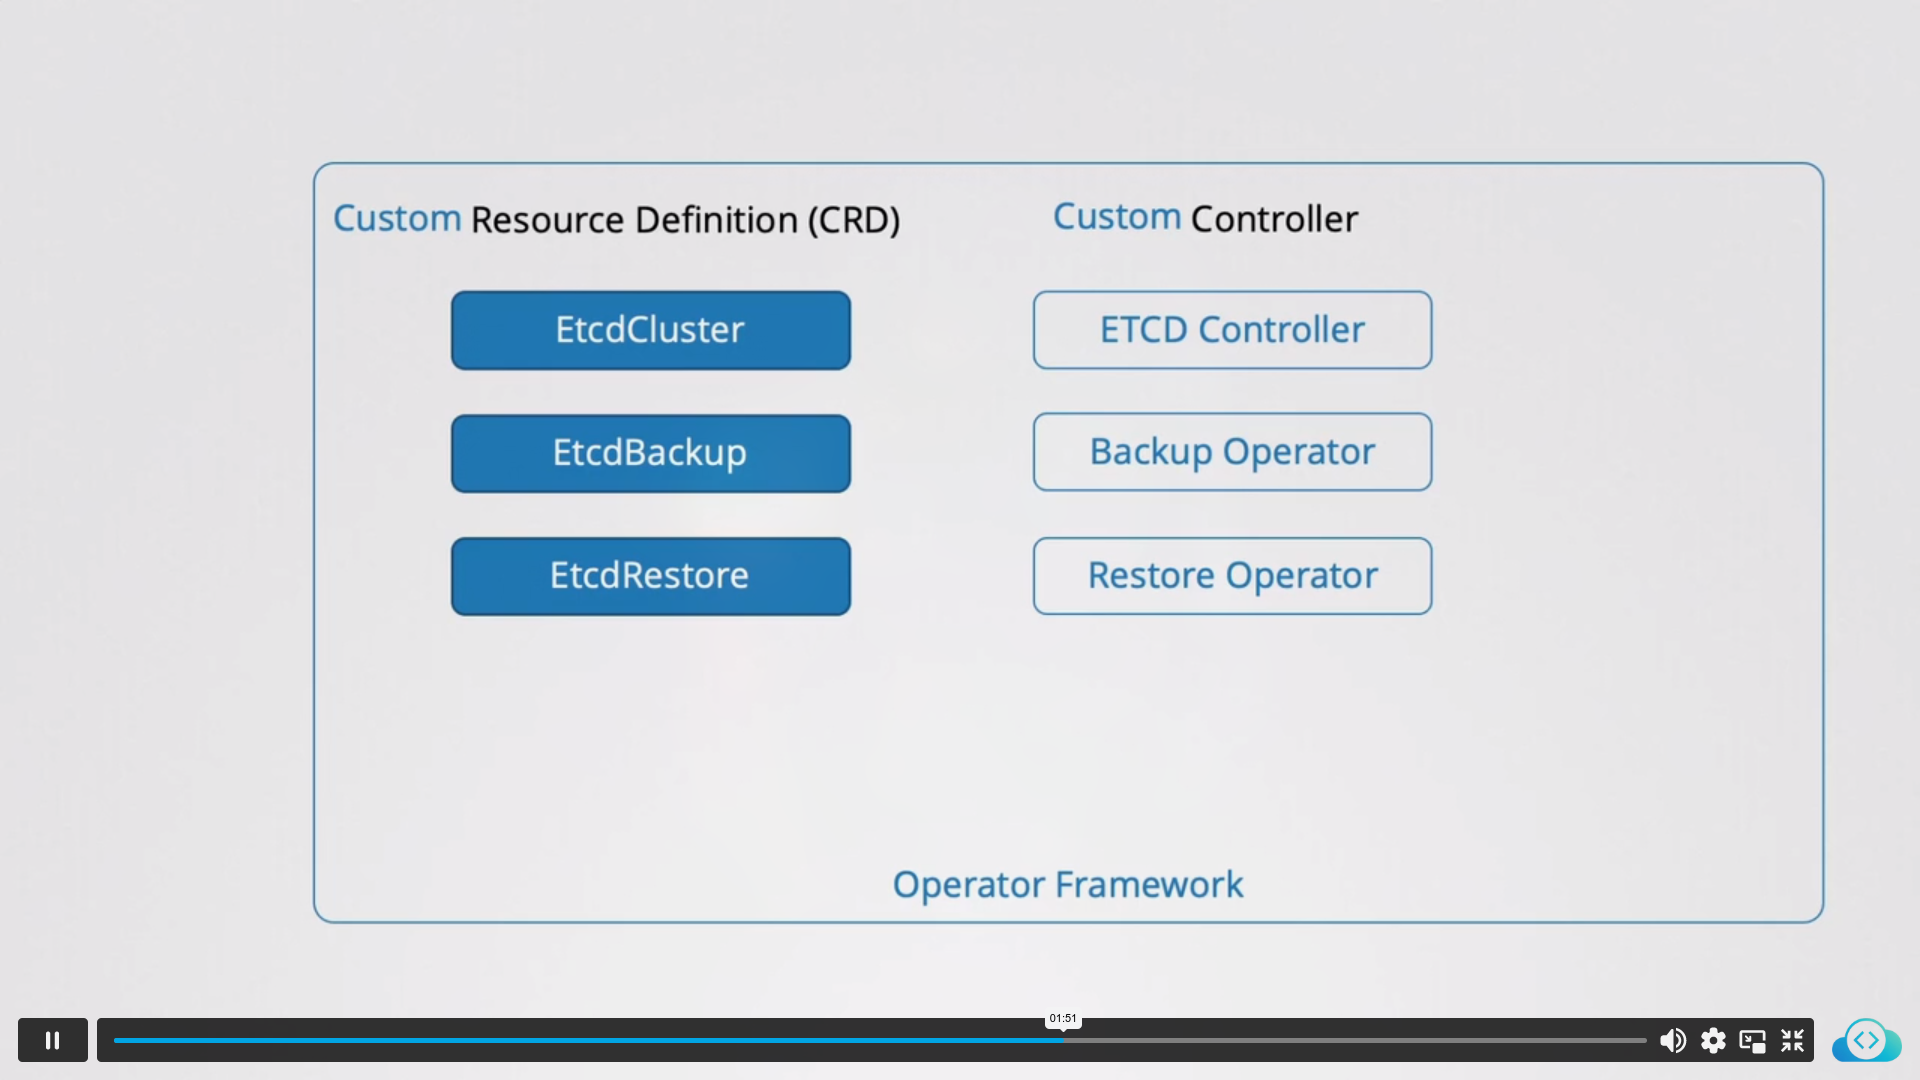 Custom Resource Definition (CRD)
Custom Controller
EtcdCluster
ETCD Controller
EtcdBackup
Backup Operator
EtcdRestore
Restore Operator
Operator Framework
01:51